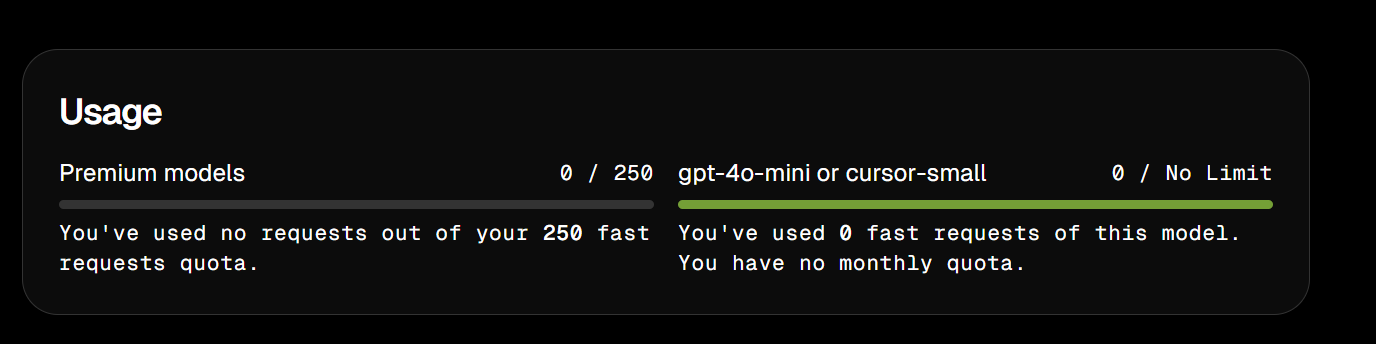 Usage
Premium models 0 / 250
You've used no requests out of your 250 fast
requests quota.
gpt-4o-mini or cursor-small 0 / No Limit
You've used 0 fast requests of this model.
You have no monthly quota.